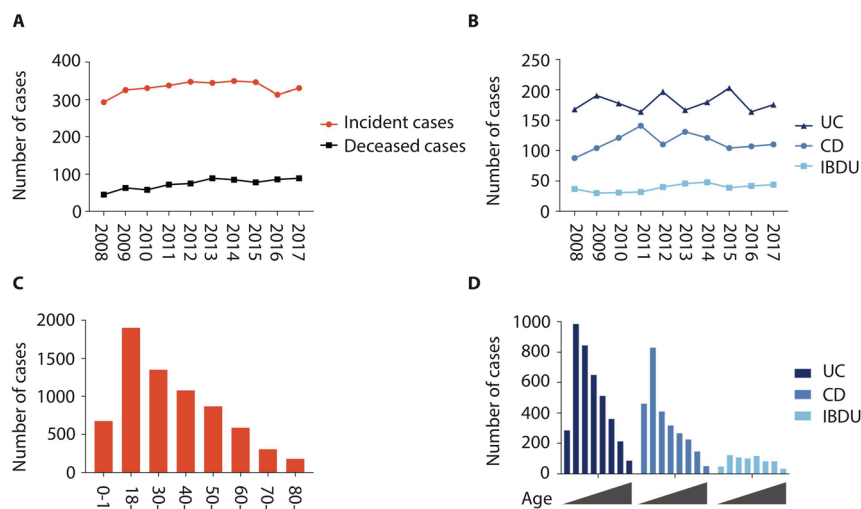 A
Number of cases
400
300
200
100
0
2008
2009
2010
2011
2012
2013
2014
2015
2016
2017
Incident cases
Deceased cases
B
Number of cases
250
200
150
100
50
0
2008
2009
2010
2011
2012
2013
2014
2015
2016
2017
UC
CD
IBDU
C
Number of cases
2000
1500
1000
500
0
0-1
18-
30-
40-
50-
60-
70-
80-
D
Number of cases
1000
800
600
400
200
0
Age
UC
CD
IBDU